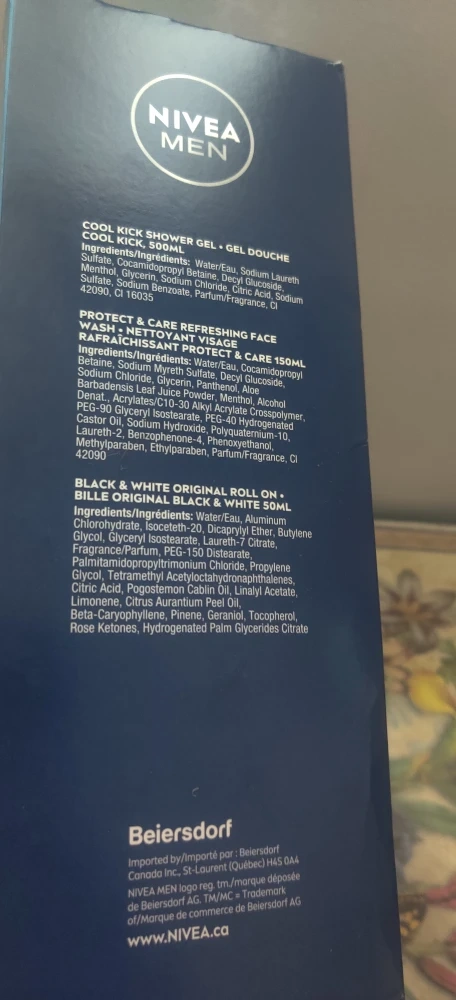 NIVEA
MEN
COOL KICK SHOWER GEL • GEL DOUCHE
COOL KICK, 500ML
Ingredients/Ingrédients: Water/Eau, Sodium Laureth
Sulfate, Cocamidopropyl Betaine, Decyl Glucoside,
Menthol, Glycerin, Sodium Chloride, Citric Acid, Sodium
Sulfate, Sodium Benzoate, Parfum/Fragrance, CI
42090, CI 16035
PROTECT & CARE REFRESHING FACE
WASH • NETTOYANT VISAGE
RAFRAÎCHISSANT PROTECT & CARE 150ML
Ingredients/Ingrédients: Water/Eau, Cocamidopropyl
Betaine, Sodium Myreth Sulfate, Decyl Glucoside,
Sodium Chloride, Glycerin, Panthenol, Aloe
Barbadensis Leaf Juice Powder, Menthol, Alcohol
Denat., Acrylates/C10-30 Alkyl Acrylate Crosspolymer,
PEG-90 Glyceryl Isostearate, PEG-40 Hydrogenated
Castor Oil, Sodium Hydroxide, Polyquaternium-10,
Laureth-2, Benzophenone-4, Phenoxyethanol,
Methylparaben, Ethylparaben, Parfum/Fragrance, CI
42090
BLACK & WHITE ORIGINAL ROLL ON •
BILLE ORIGINAL BLACK & WHITE 50ML
Ingredients/Ingrédients: Water/Eau, Aluminum
Chlorohydrate, Isoceteth-20, Dicaprylyl Ether, Butylene
Glycol, Glyceryl Isostearate, Laureth-7 Citrate,
Fragrance/Parfum, PEG-150 Distearate,
Palmitamidopropyltrimonium Chloride, Propylene
Glycol, Tetramethyl Acetyloctahydronaphthalenes,
Citric Acid, Pogostemon Cablin Oil, Linalyl Acetate,
Limonene, Citrus Aurantium Peel Oil,
Beta-Caryophyllene, Pinene, Geraniol, Tocopherol,
Rose Ketones, Hydrogenated Palm Glycerides Citrate
Beiersdorf
Imported by/Importé par : Beiersdorf
Canada Inc., St-Laurent (Québec) H4S 0A4
NIVEA MEN logo reg. tm./marque déposée
de Beiersdorf AG. TM/MC = Trademark
of/Marque de commerce de Beiersdorf AG
www.NIVEA.ca